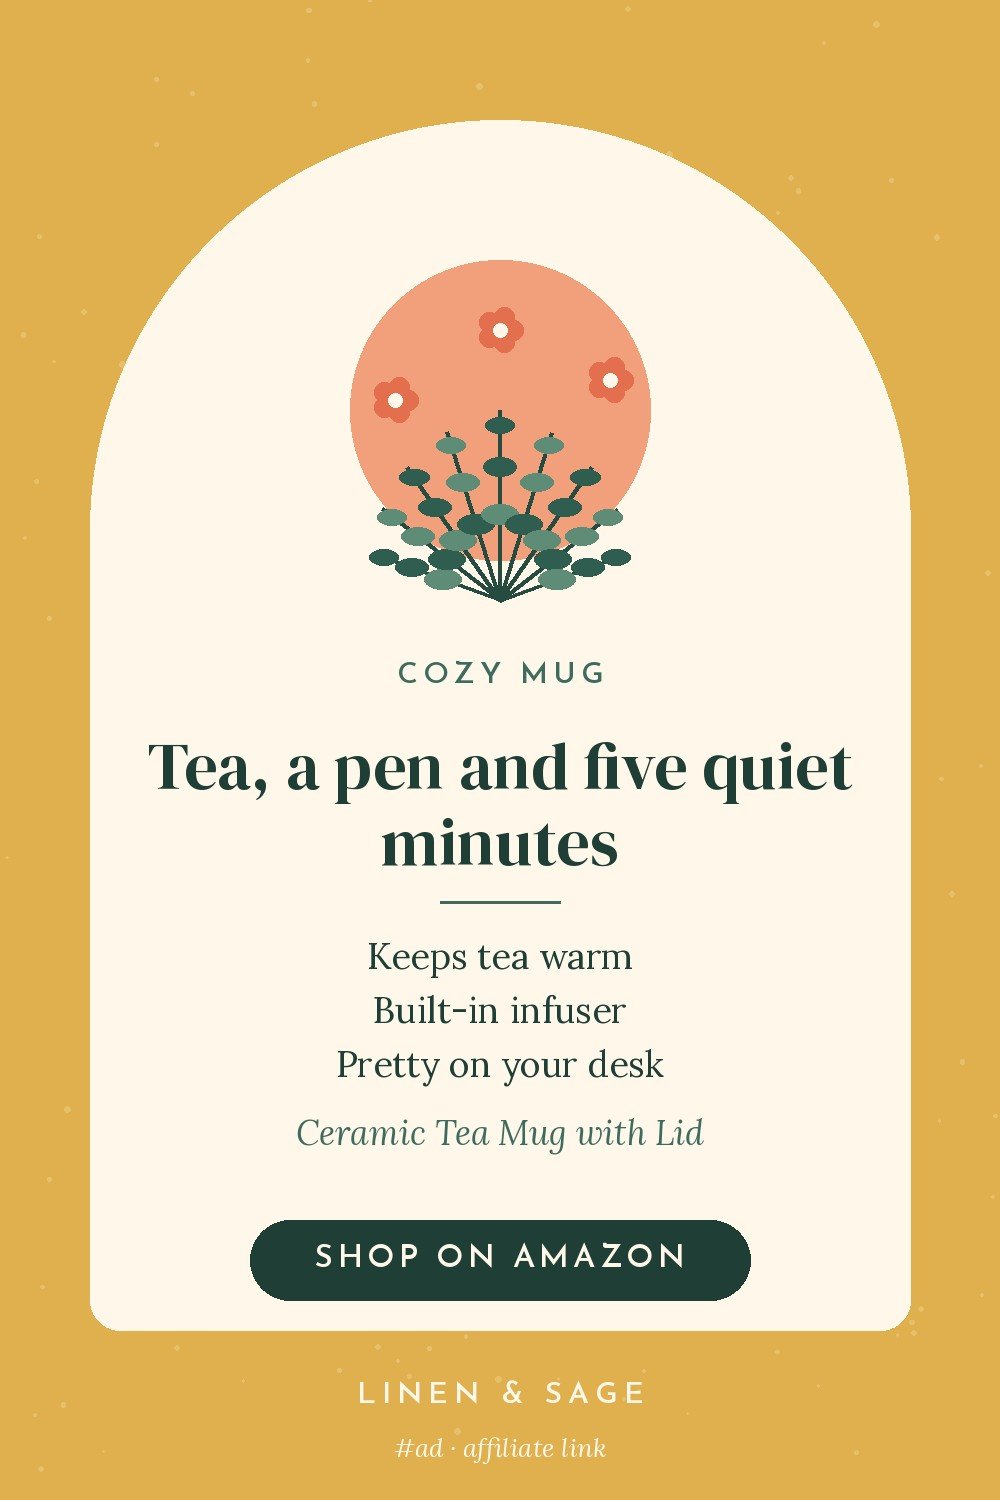 COZY MUG
Tea, a pen and five quiet
minutes
Keeps tea warm
Built-in infuser
Pretty on your desk
Ceramic Tea Mug with Lid
SHOP ON AMAZON
LINEN & SAGE
#ad · affiliate link